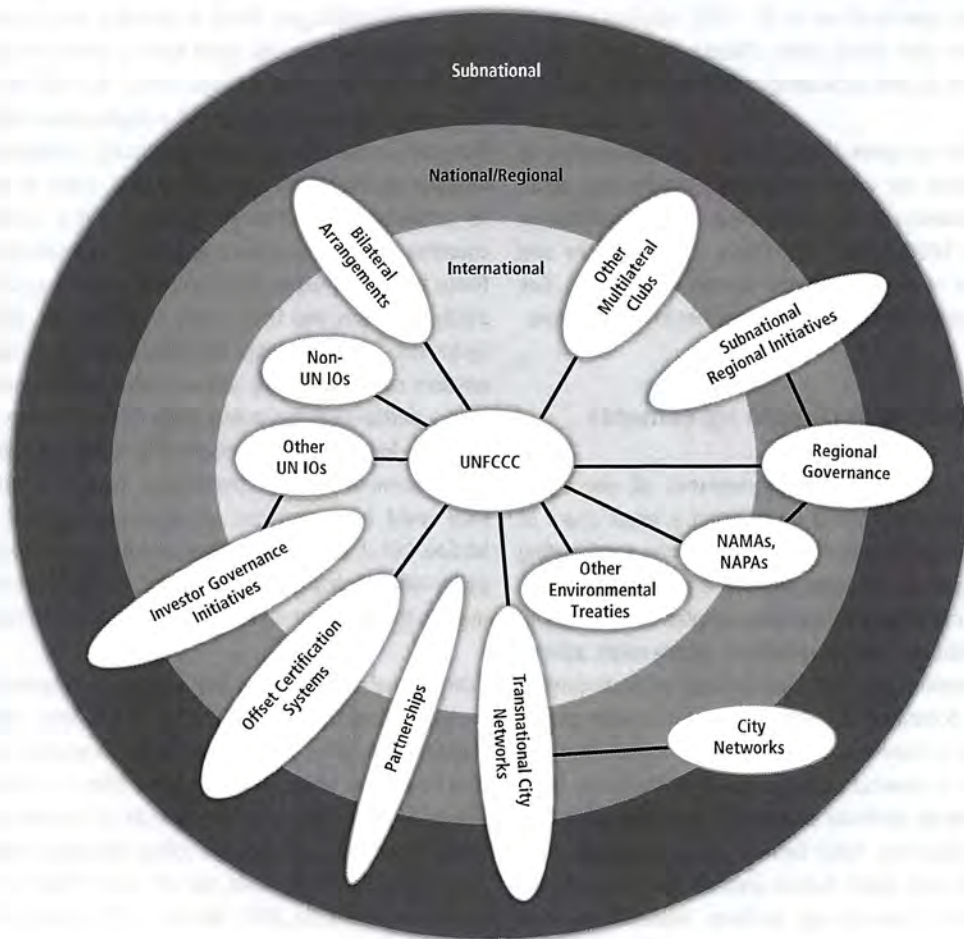 Subnational
National/Regional
International
Bilateral
Arrangements
Other
Multilateral
Clubs
Subnational
Regional Initiatives
Non-
UN IOs
Other
UN IOs
UNFCCC
Regional
Governance
NAMAs,
NAPAs
Other
Environmental
Treaties
Investor Governance
Initiatives
Offset Certification
Systems
Partnerships
Transnational City
Networks
City
Networks